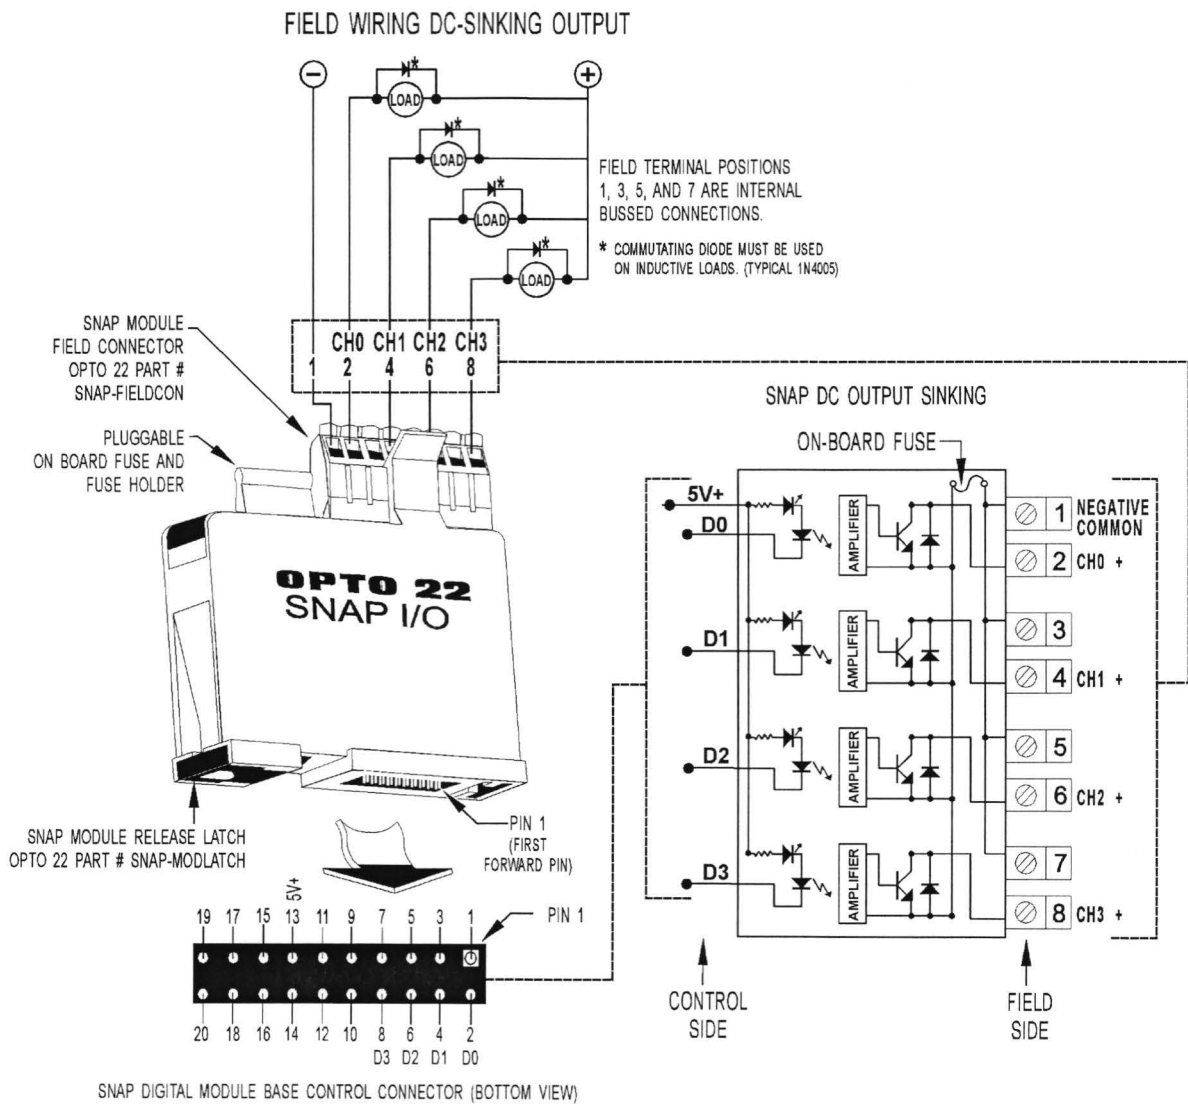 FIELD WIRING DC-SINKING OUTPUT
−
+
*
LOAD
*
LOAD
*
LOAD
*
LOAD
FIELD TERMINAL POSITIONS
1, 3, 5, AND 7 ARE INTERNAL
BUSSED CONNECTIONS.
* COMMUTATING DIODE MUST BE USED
ON INDUCTIVE LOADS. (TYPICAL 1N4005)
CH0 CH1 CH2 CH3
1 2 4 6 8
SNAP MODULE
FIELD CONNECTOR
OPTO 22 PART #
SNAP-FIELDCON
PLUGGABLE
ON BOARD FUSE AND
FUSE HOLDER
OPTO 22
SNAP I/O
SNAP MODULE RELEASE LATCH
OPTO 22 PART # SNAP-MODLATCH
PIN 1
(FIRST
FORWARD PIN)
5V+
19 17 15 13 11 9 7 5 3 1
PIN 1
20 18 16 14 12 10 8 6 4 2
D3 D2 D1 D0
SNAP DIGITAL MODULE BASE CONTROL CONNECTOR (BOTTOM VIEW)
SNAP DC OUTPUT SINKING
ON-BOARD FUSE
5V+
D0
AMPLIFIER
1 NEGATIVE
COMMON
2 CH0 +
D1
AMPLIFIER
3
4 CH1 +
D2
AMPLIFIER
5
6 CH2 +
D3
AMPLIFIER
7
8 CH3 +
CONTROL
SIDE
FIELD
SIDE